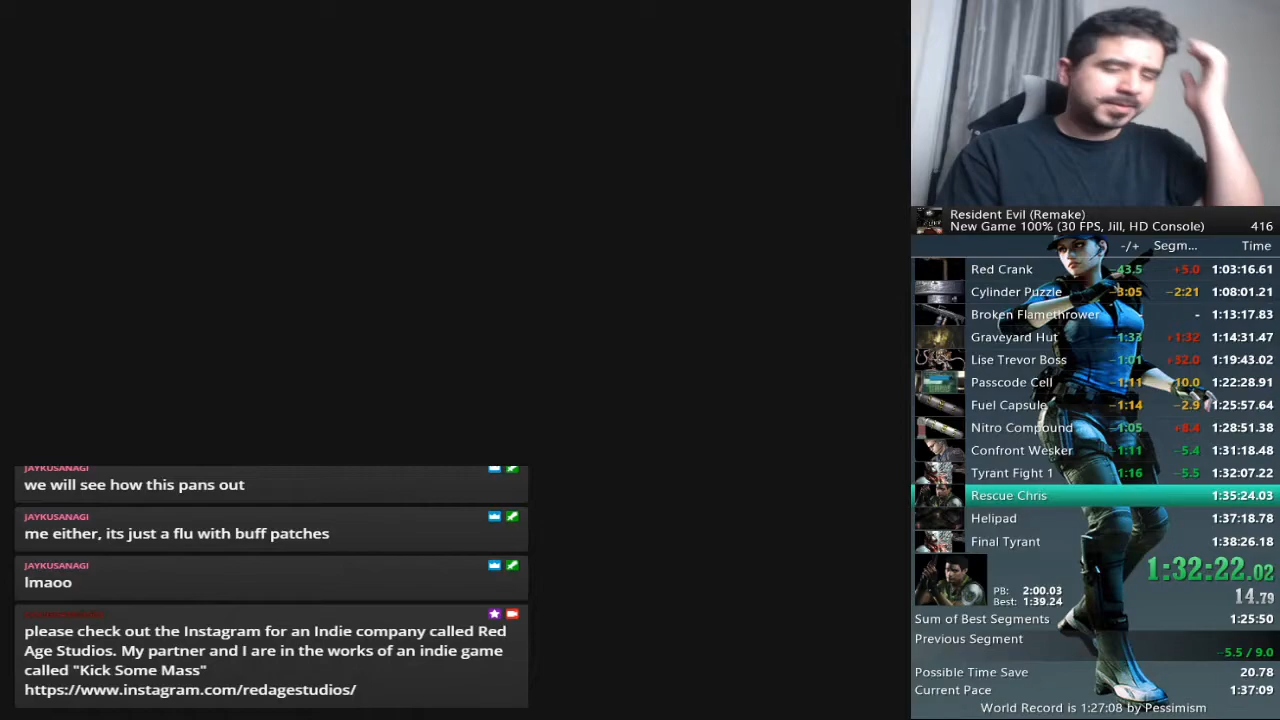 JAYKUSANAGI
we will see how this pans out
JAYKUSANAGI
me either, its just a flu with buff patches
JAYKUSANAGI
lmaoo
please check out the Instagram for an Indie company called Red
Age Studios. My partner and I are in the works of an indie game
called "Kick Some Mass"
https://www.instagram.com/redagestudios/
Resident Evil (Remake)
New Game 100% (30 FPS, Jill, HD Console) 416
-/+ Segm... Time
Red Crank −43.5 +5.0 1:03:16.61
Cylinder Puzzle −3:05 −2:21 1:08:01.21
Broken Flamethrower - - 1:13:17.83
Graveyard Hut −1:33 +1:32 1:14:31.47
Lise Trevor Boss −1:01 +32.0 1:19:43.02
Passcode Cell −1:11 −10.0 1:22:28.91
Fuel Capsule −1:14 −2.9 1:25:57.64
Nitro Compound −1:05 +8.4 1:28:51.38
Confront Wesker −1:11 −5.4 1:31:18.48
Tyrant Fight 1 −1:16 −5.5 1:32:07.22
Rescue Chris 1:35:24.03
Helipad 1:37:18.78
Final Tyrant 1:38:26.18
1:32:22.02
PB: 2:00.03
Best: 1:39.24
14.79
Sum of Best Segments 1:25:50
Previous Segment
−5.5 / 9.0
Possible Time Save 20.78
Current Pace 1:37:09
World Record is 1:27:08 by Pessimism